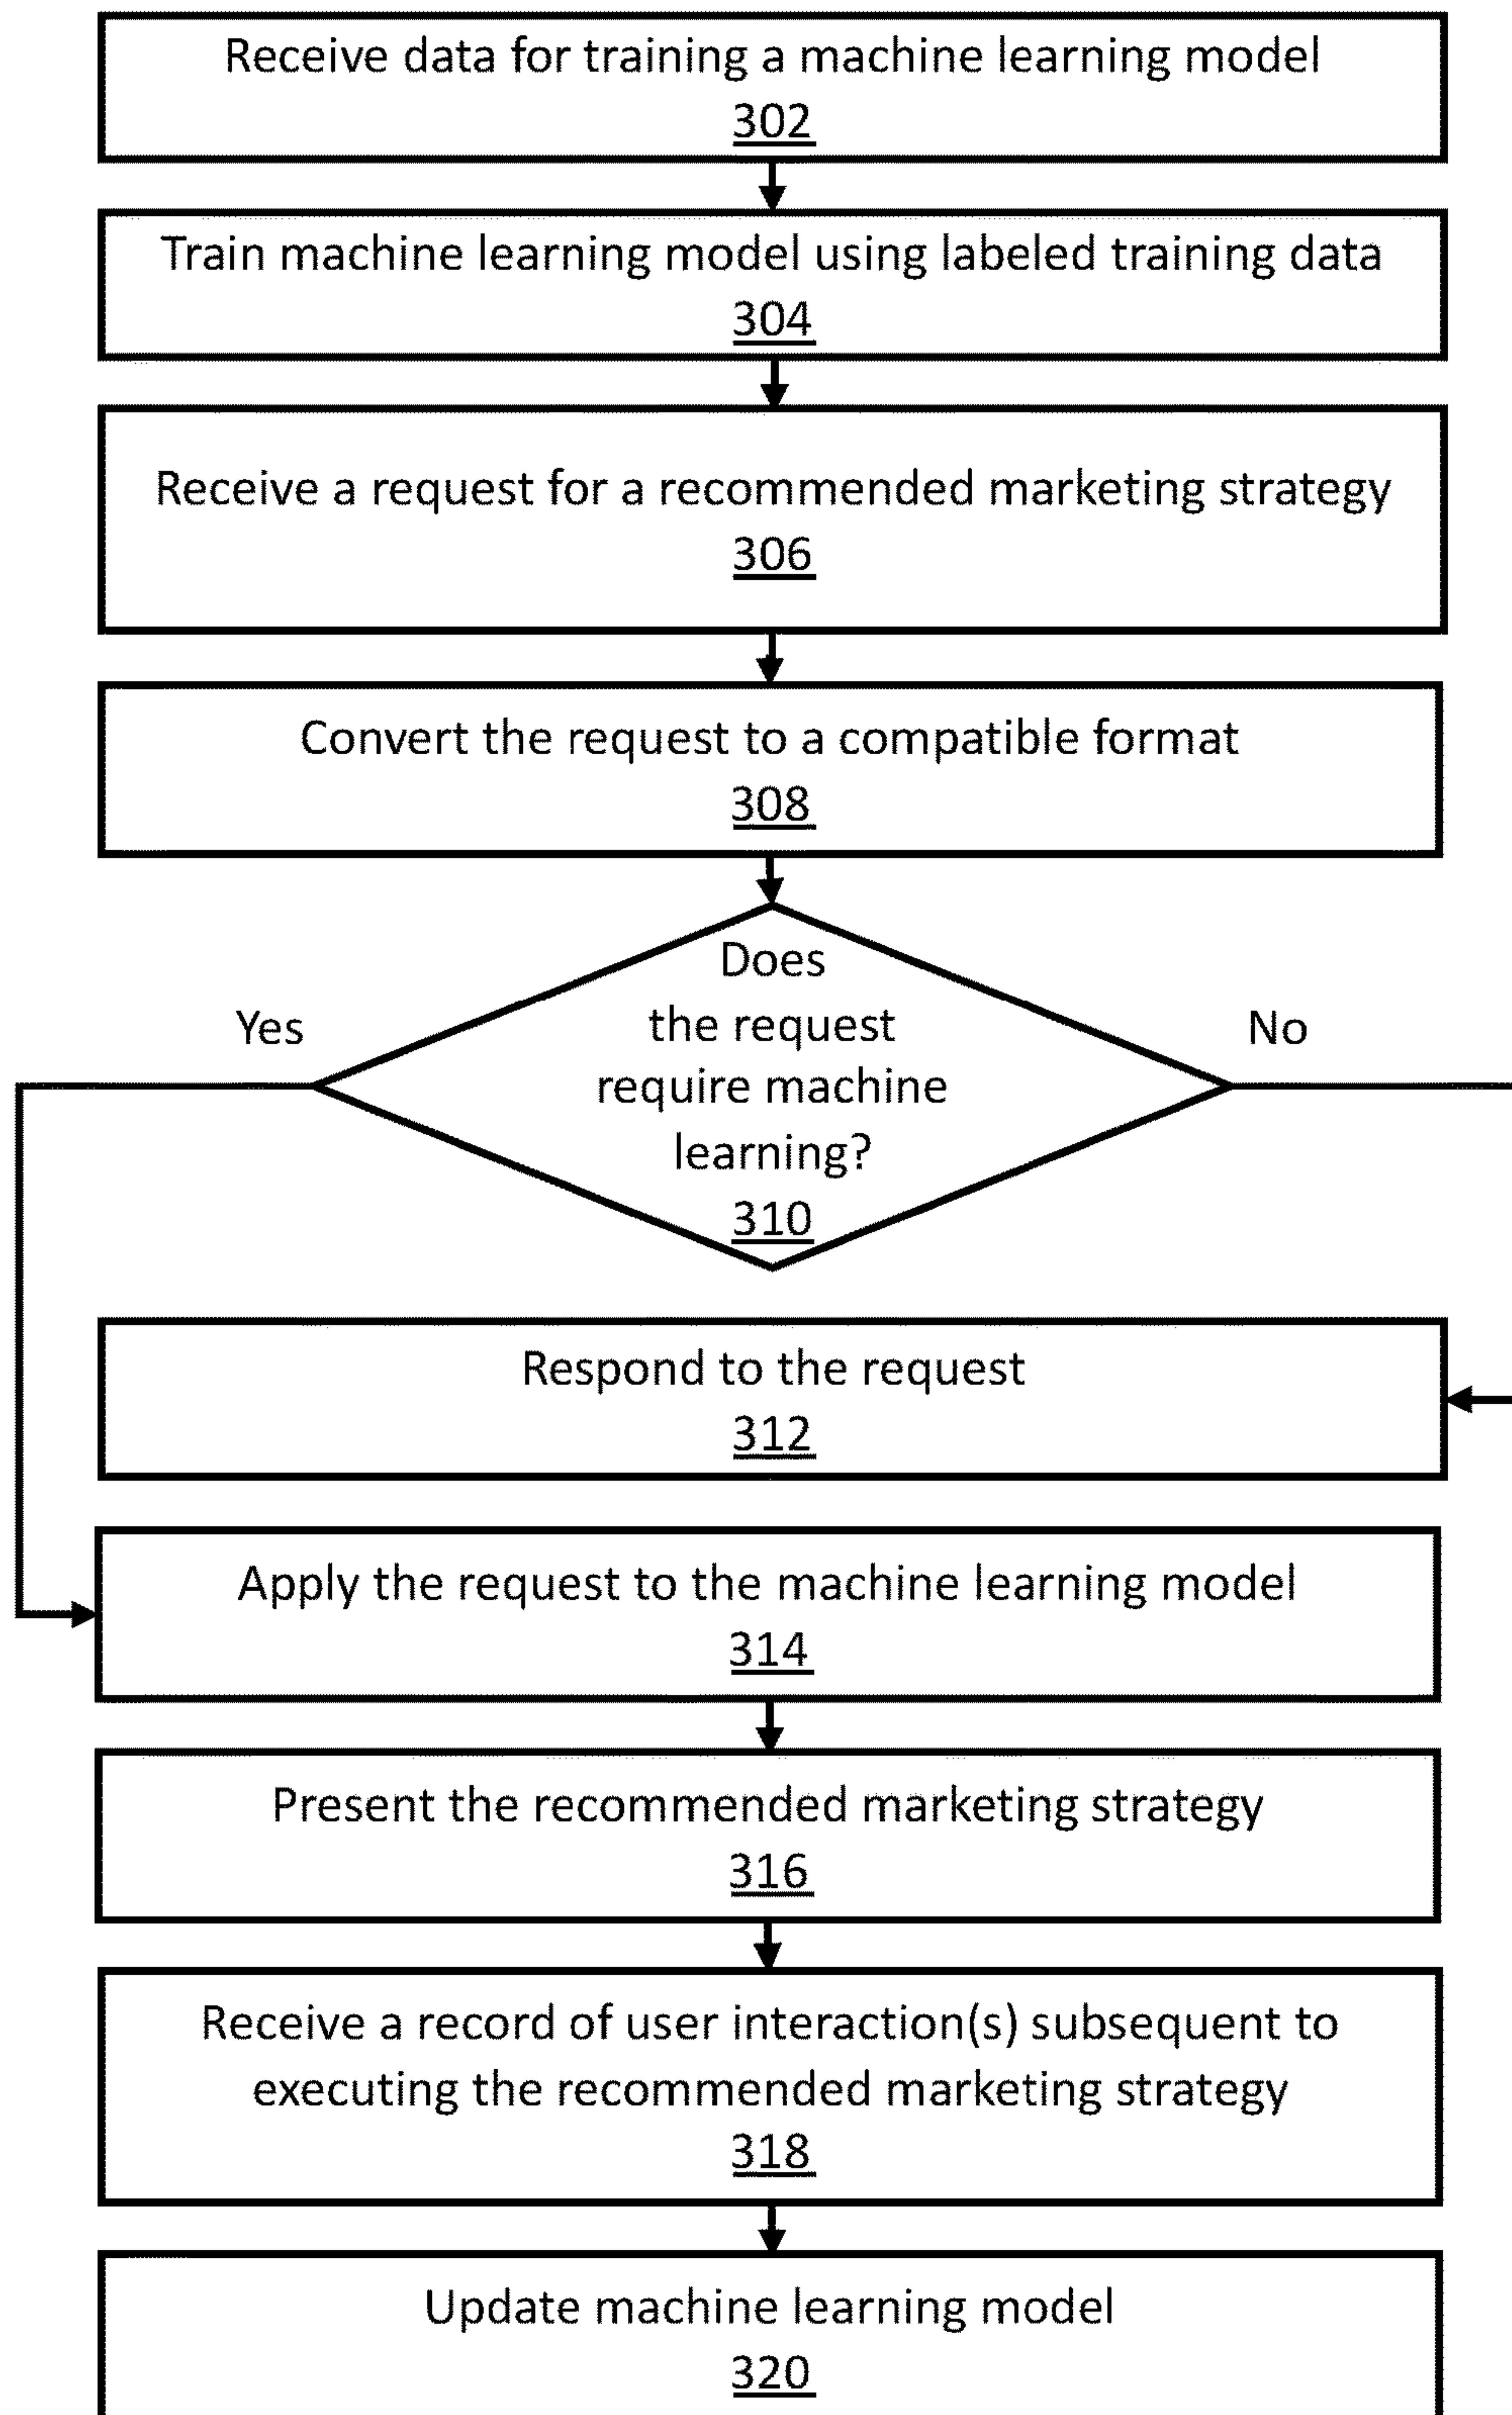 Receive data for training a machine learning model
302
Train machine learning model using labeled training data
304
Receive a request for a recommended marketing strategy
306
Convert the request to a compatible format
308
Does
the request
require machine
learning?
310
Yes
No
Respond to the request
312
Apply the request to the machine learning model
314
Present the recommended marketing strategy
316
Receive a record of user interaction(s) subsequent to
executing the recommended marketing strategy
318
Update machine learning model
320